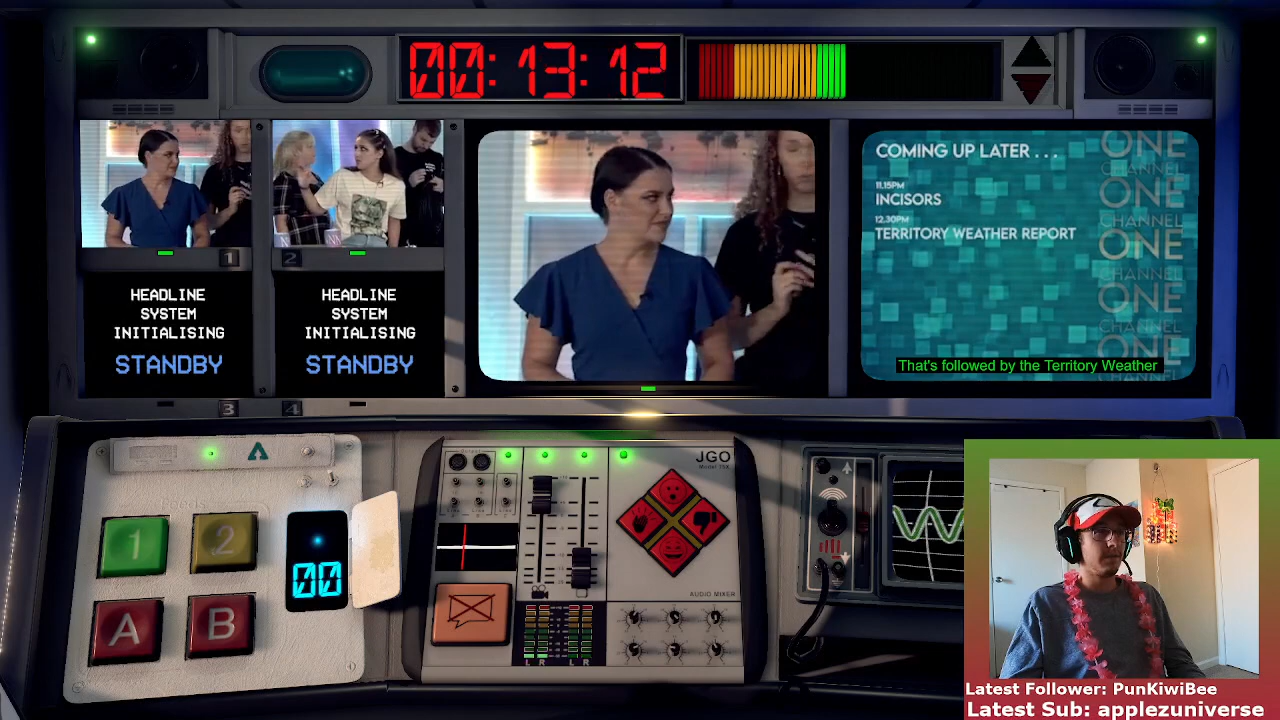 00:13:12
COMING UP LATER . . .
11.15PM
INCISORS
12.30PM
TERRITORY WEATHER REPORT
ONE
CHANNEL
ONE
CHANNEL
ONE
CHANNEL
ONE
CHANNEL
ONE
That's followed by the Territory Weather
1
2
HEADLINE
SYSTEM
INITIALISING
STANDBY
HEADLINE
SYSTEM
INITIALISING
STANDBY
3
4
JGO
1
2
00
A
B
AUDIO MIXER
L R L R
Latest Follower: PunKiwiBee
Latest Sub: applezuniverse